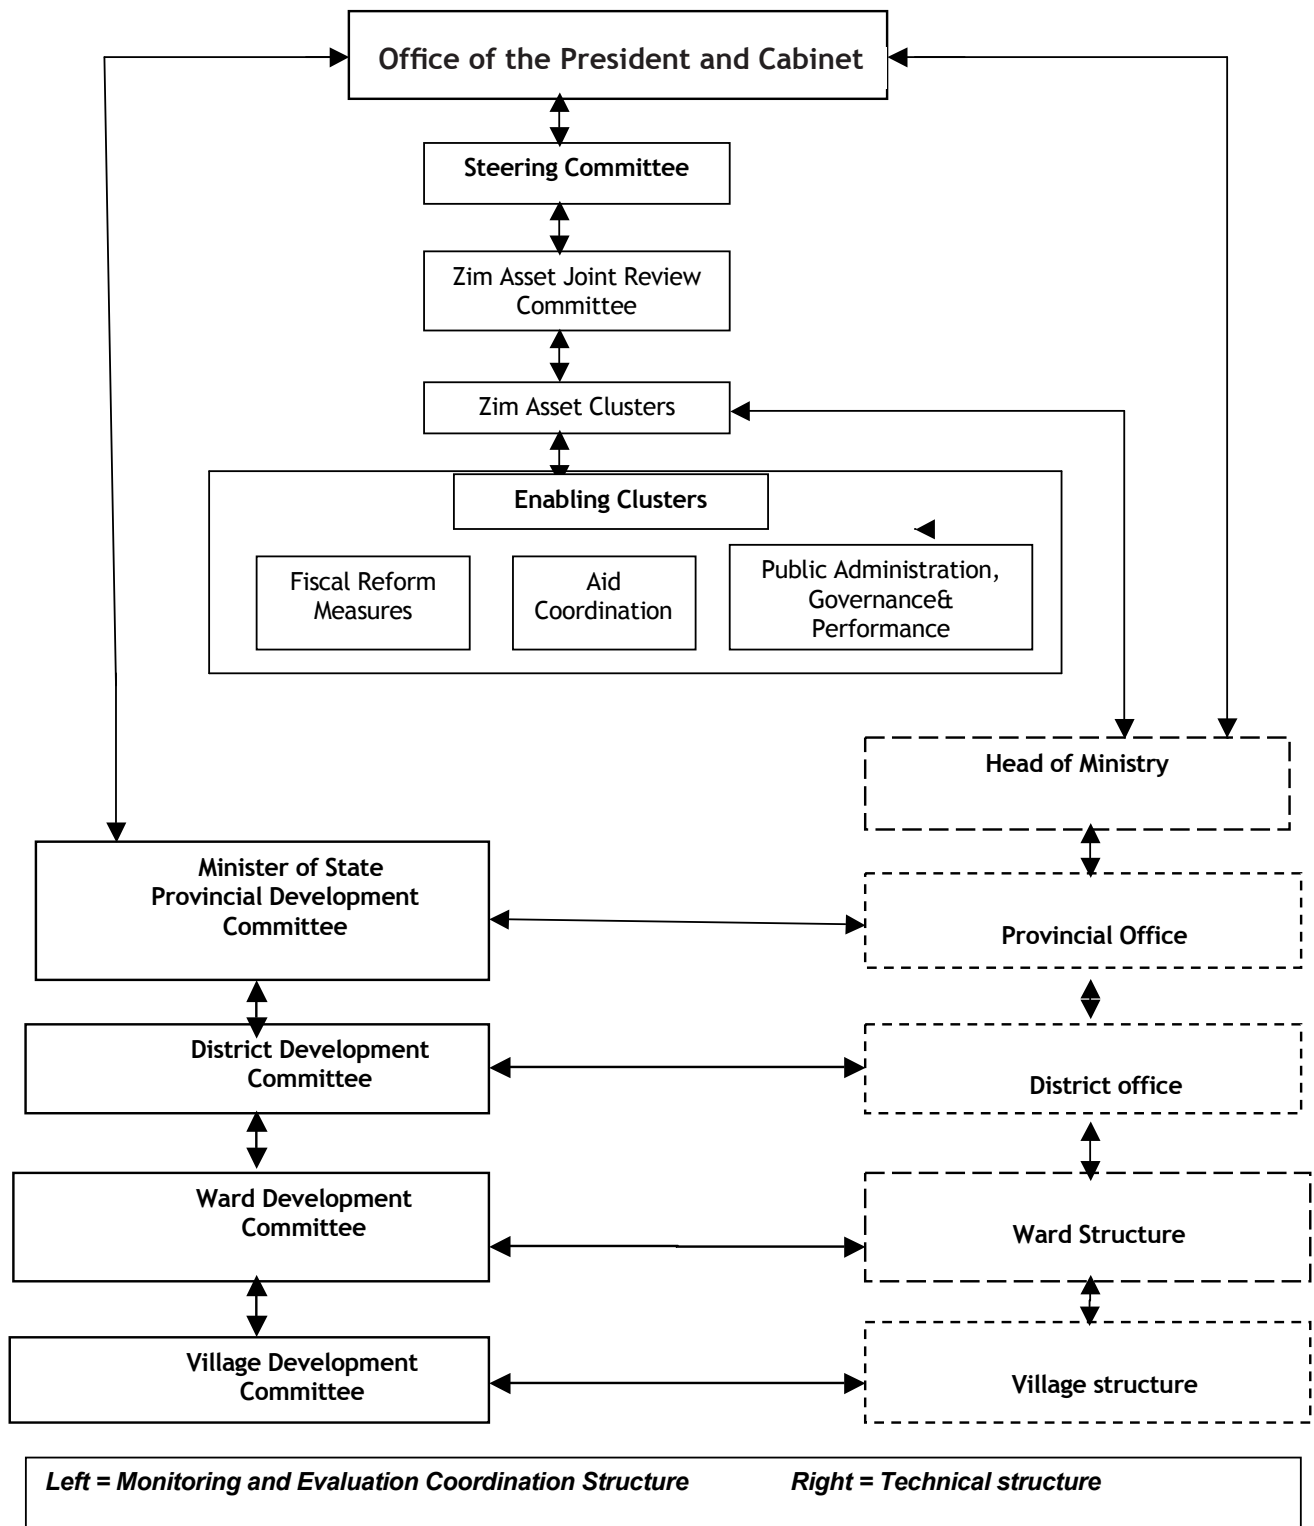 Office of the President and Cabinet
Steering Committee
Zim Asset Joint Review
Committee
Zim Asset Clusters
Enabling Clusters
Fiscal Reform
Measures
Aid
Coordination
Public Administration,
Governance&
Performance
Head of Ministry
Minister of State
Provincial Development
Committee
Provincial Office
District Development
Committee
District office
Ward Development
Committee
Ward Structure
Village Development
Committee
Village structure
Left = Monitoring and Evaluation Coordination Structure Right = Technical structure